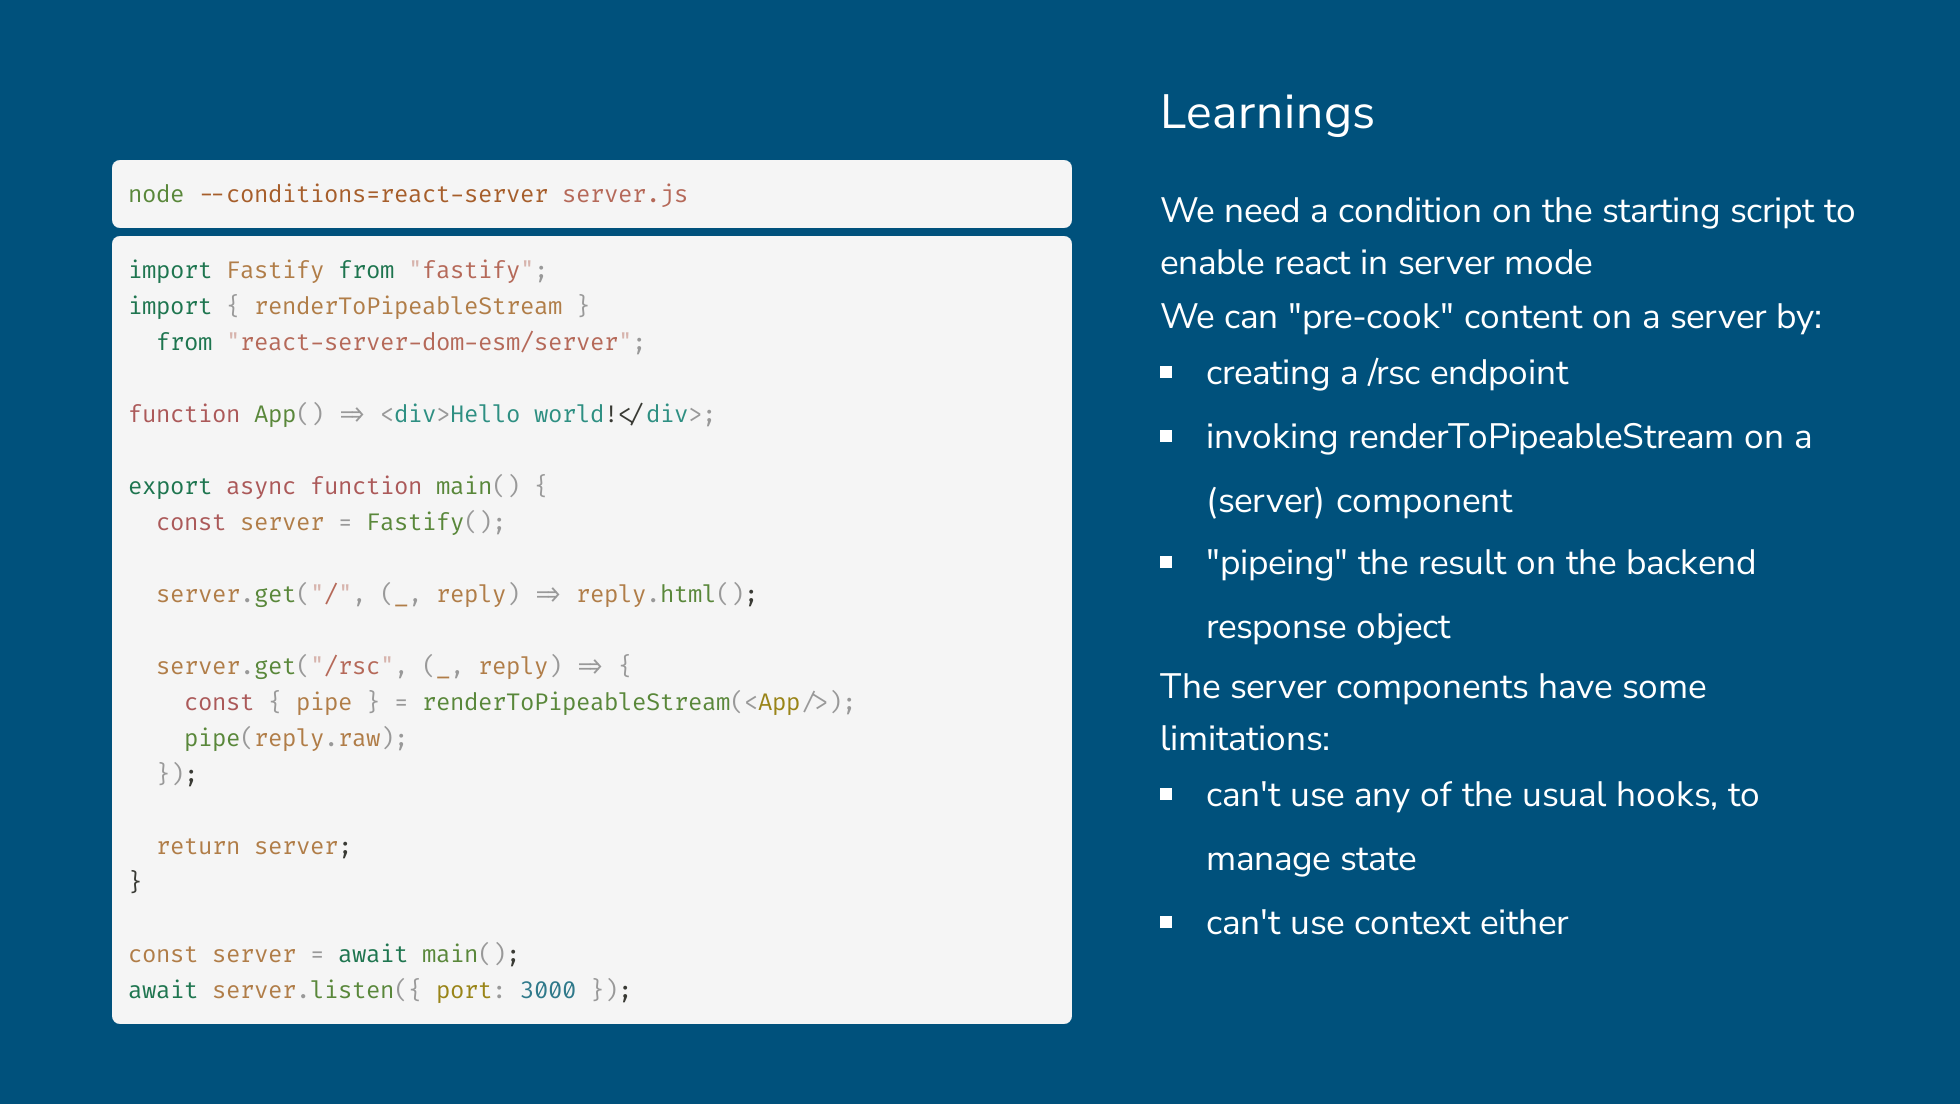 node --conditions=react-server server.js
import Fastify from "fastify";
import { renderToPipeableStream }
  from "react-server-dom-esm/server";
function App() => <div>Hello world!</div>;
export async function main() {
  const server = Fastify();
  server.get("/", (_, reply) => reply.html();
  server.get("/rsc", (_, reply) => {
    const { pipe } = renderToPipeableStream(<App/>);
    pipe(reply.raw);
  });
  return server;
}
const server = await main();
await server.listen({ port: 3000 });
Learnings
We need a condition on the starting script to
enable react in server mode
We can "pre-cook" content on a server by:
▪ creating a /rsc endpoint
▪ invoking renderToPipeableStream on a
(server) component
▪ "pipeing" the result on the backend
response object
The server components have some
limitations:
▪ can't use any of the usual hooks, to
manage state
▪ can't use context either